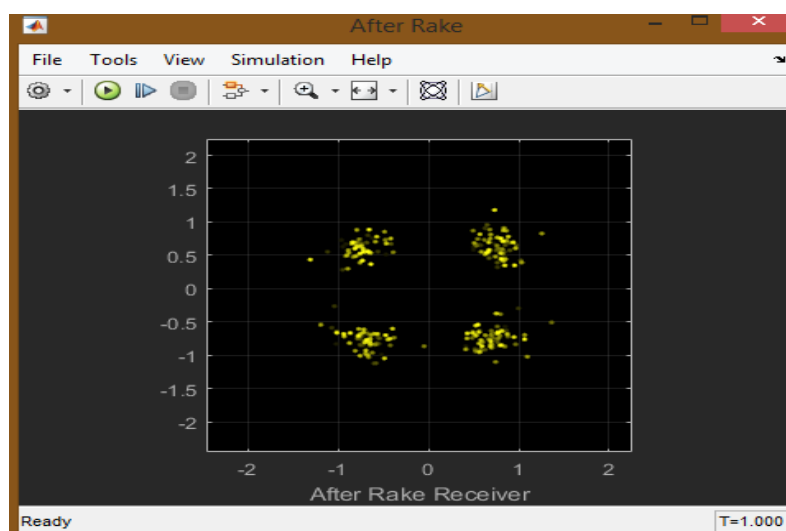 After Rake
File Tools View Simulation Help
2
1.5
1
0.5
0
-0.5
-1
-1.5
-2
-2 -1 0 1 2
After Rake Receiver
Ready T=1.000